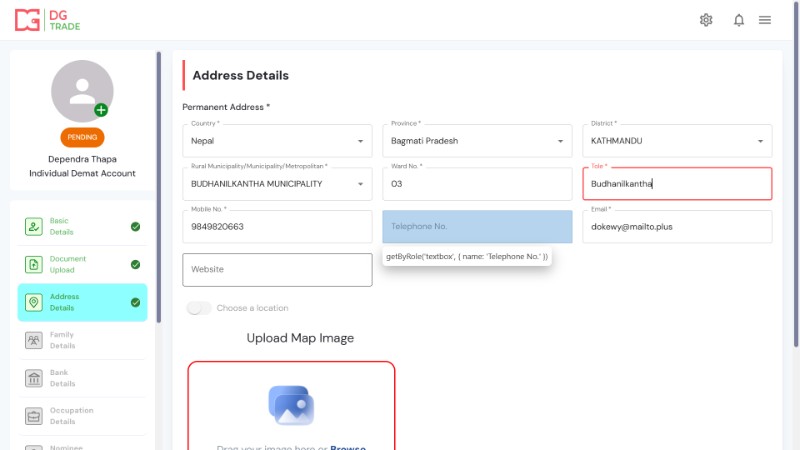 DG
TRADE
PENDING
Dependra Thapa
Individual Demat Account
Basic
Details
Document
Upload
Address
Details
Family
Details
Bank
Details
Occupation
Details
Nominee
Address Details
Permanent Address *
Country *
Nepal
Province *
Bagmati Pradesh
District *
KATHMANDU
Rural Municipality/Municipality/Metropolitan *
BUDHANILKANTHA MUNICIPALITY
Ward No. *
03
Tole *
Budhanilkantha
Mobile No. *
9849820663
Telephone No.
Email *
dokewy@mailto.plus
getByRole('textbox', { name: 'Telephone No.' })
Website
Choose a location
Upload Map Image
Drag your image here or Browse